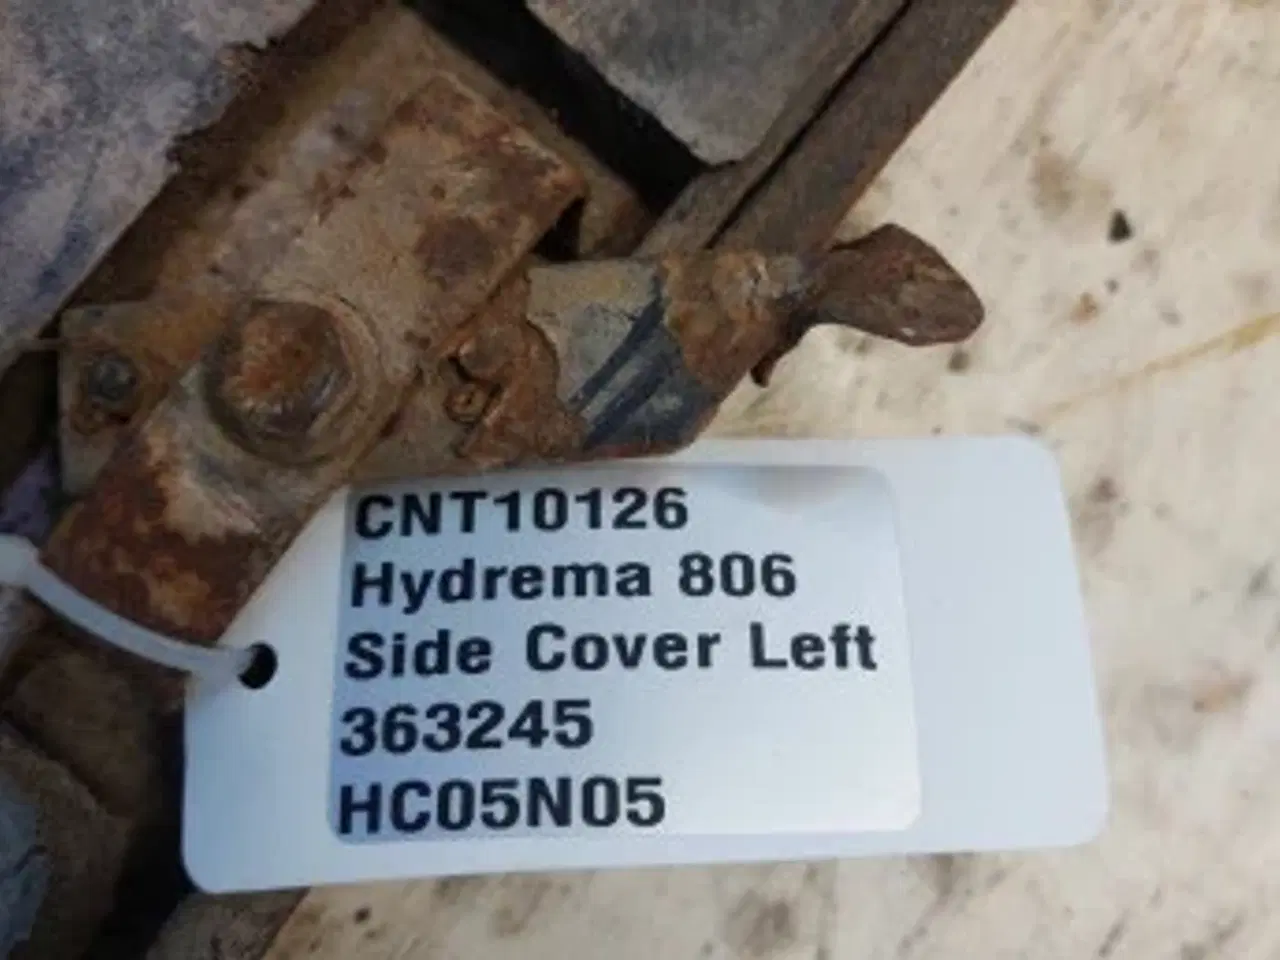 CNT10126
Hydrema 806
Side Cover Left
363245
HC05N05